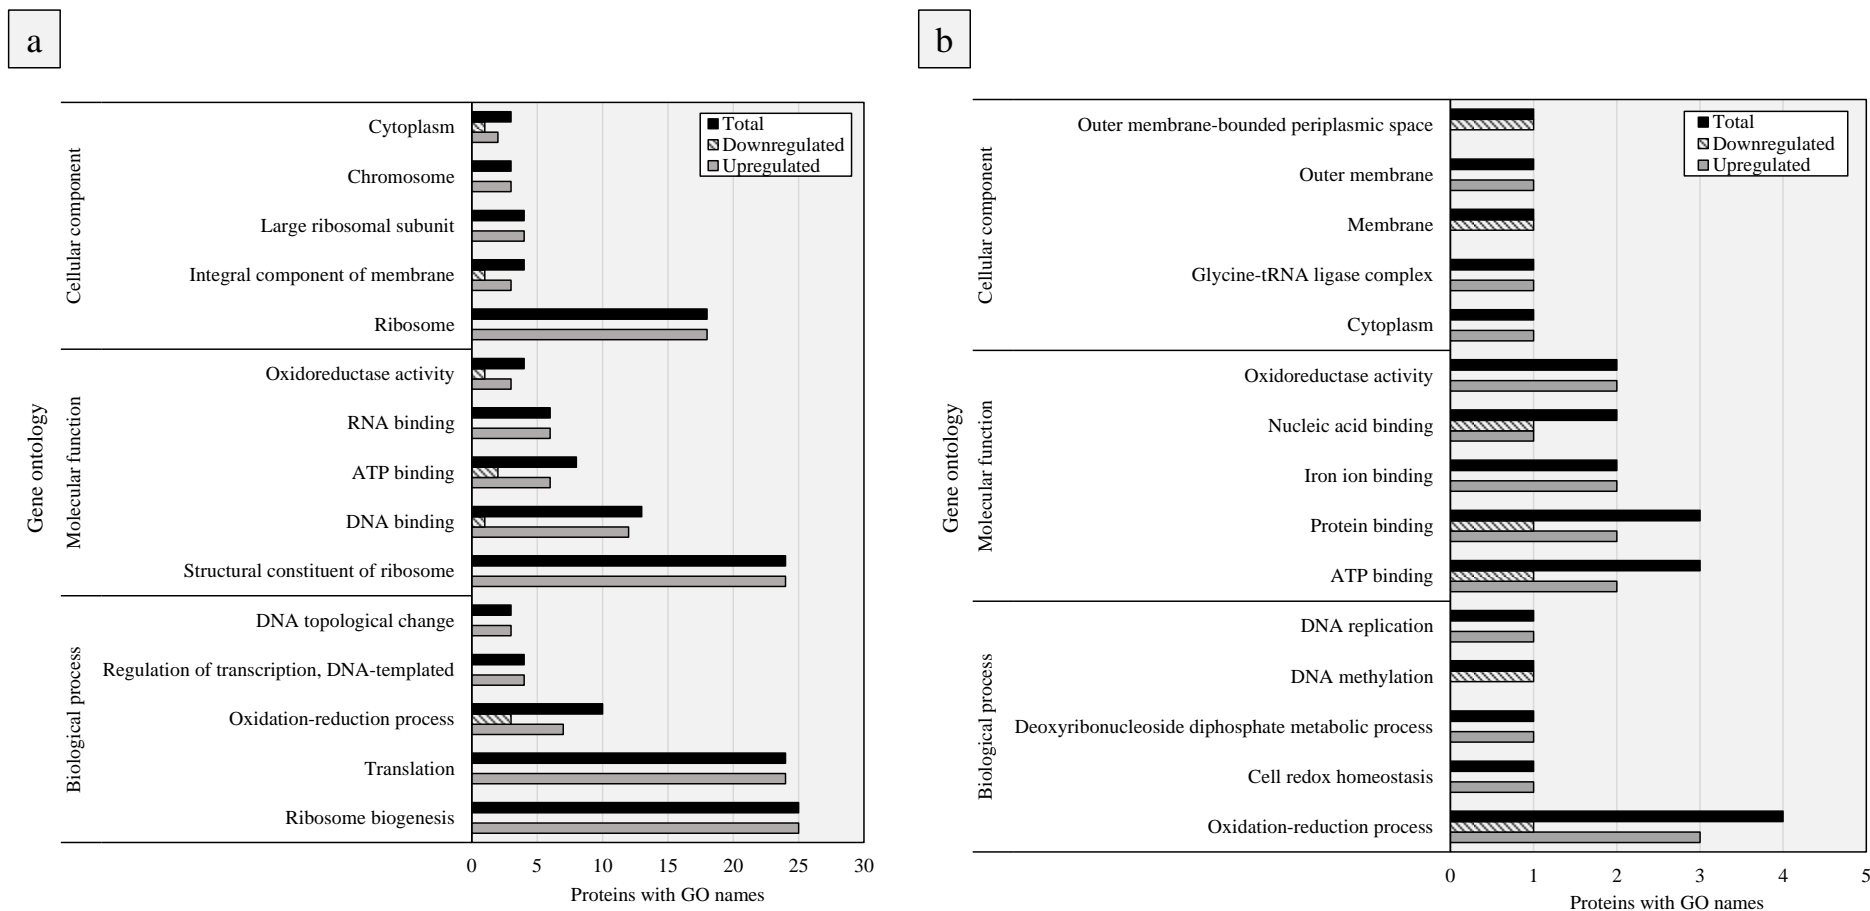 a
Cytoplasm
Chromosome
Large ribosomal subunit
Integral component of membrane
Ribosome
Oxidoreductase activity
RNA binding
ATP binding
DNA binding
Structural constituent of ribosome
DNA topological change
Regulation of transcription, DNA-templated
Oxidation-reduction process
Translation
Ribosome biogenesis
Cellular component
Molecular function
Biological process
Gene ontology
Total
Downregulated
Upregulated
0 5 10 15 20 25 30
Proteins with GO names
b
Outer membrane-bounded periplasmic space
Outer membrane
Membrane
Glycine-tRNA ligase complex
Cytoplasm
Oxidoreductase activity
Nucleic acid binding
Iron ion binding
Protein binding
ATP binding
DNA replication
DNA methylation
Deoxyribonucleoside diphosphate metabolic process
Cell redox homeostasis
Oxidation-reduction process
Cellular component
Molecular function
Biological process
Gene ontology
Total
Downregulated
Upregulated
0 1 2 3 4 5
Proteins with GO names